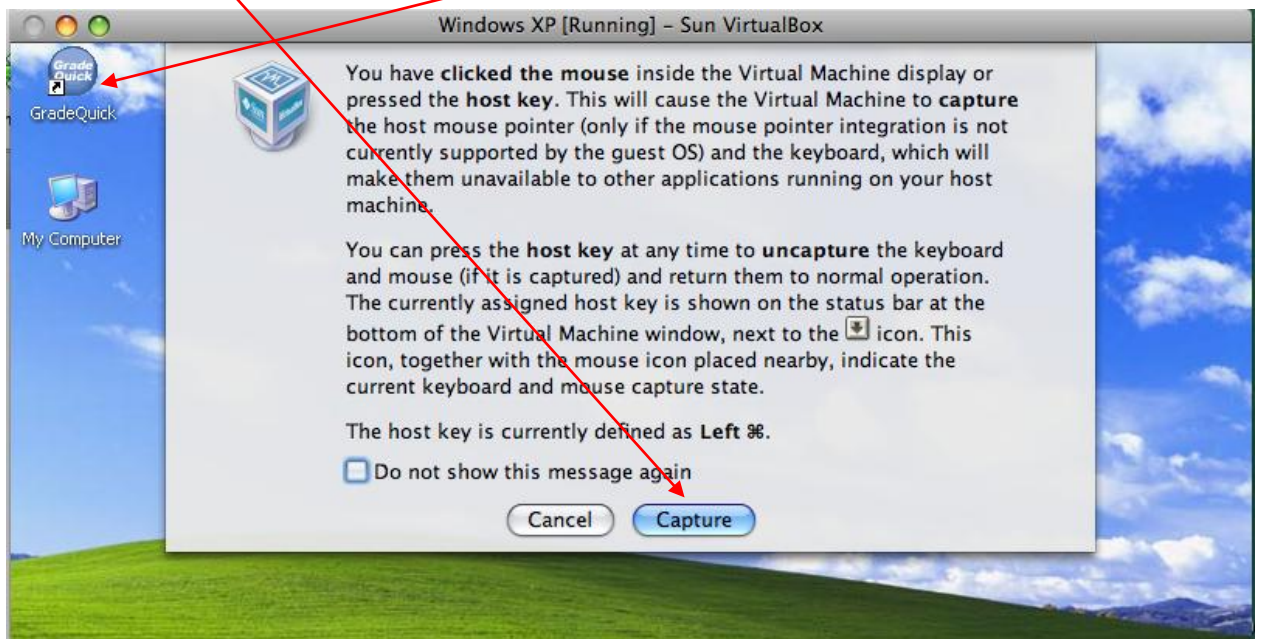 Windows XP [Running] – Sun VirtualBox
Grade
Quick
GradeQuick
My Computer
Sun
VirtualBox
You have clicked the mouse inside the Virtual Machine display or
pressed the host key. This will cause the Virtual Machine to capture
the host mouse pointer (only if the mouse pointer integration is not
currently supported by the guest OS) and the keyboard, which will
make them unavailable to other applications running on your host
machine.
You can press the host key at any time to uncapture the keyboard
and mouse (if it is captured) and return them to normal operation.
The currently assigned host key is shown on the status bar at the
bottom of the Virtual Machine window, next to the icon. This
icon, together with the mouse icon placed nearby, indicate the
current keyboard and mouse capture state.
The host key is currently defined as Left ⌘.
Do not show this message again
Cancel Capture